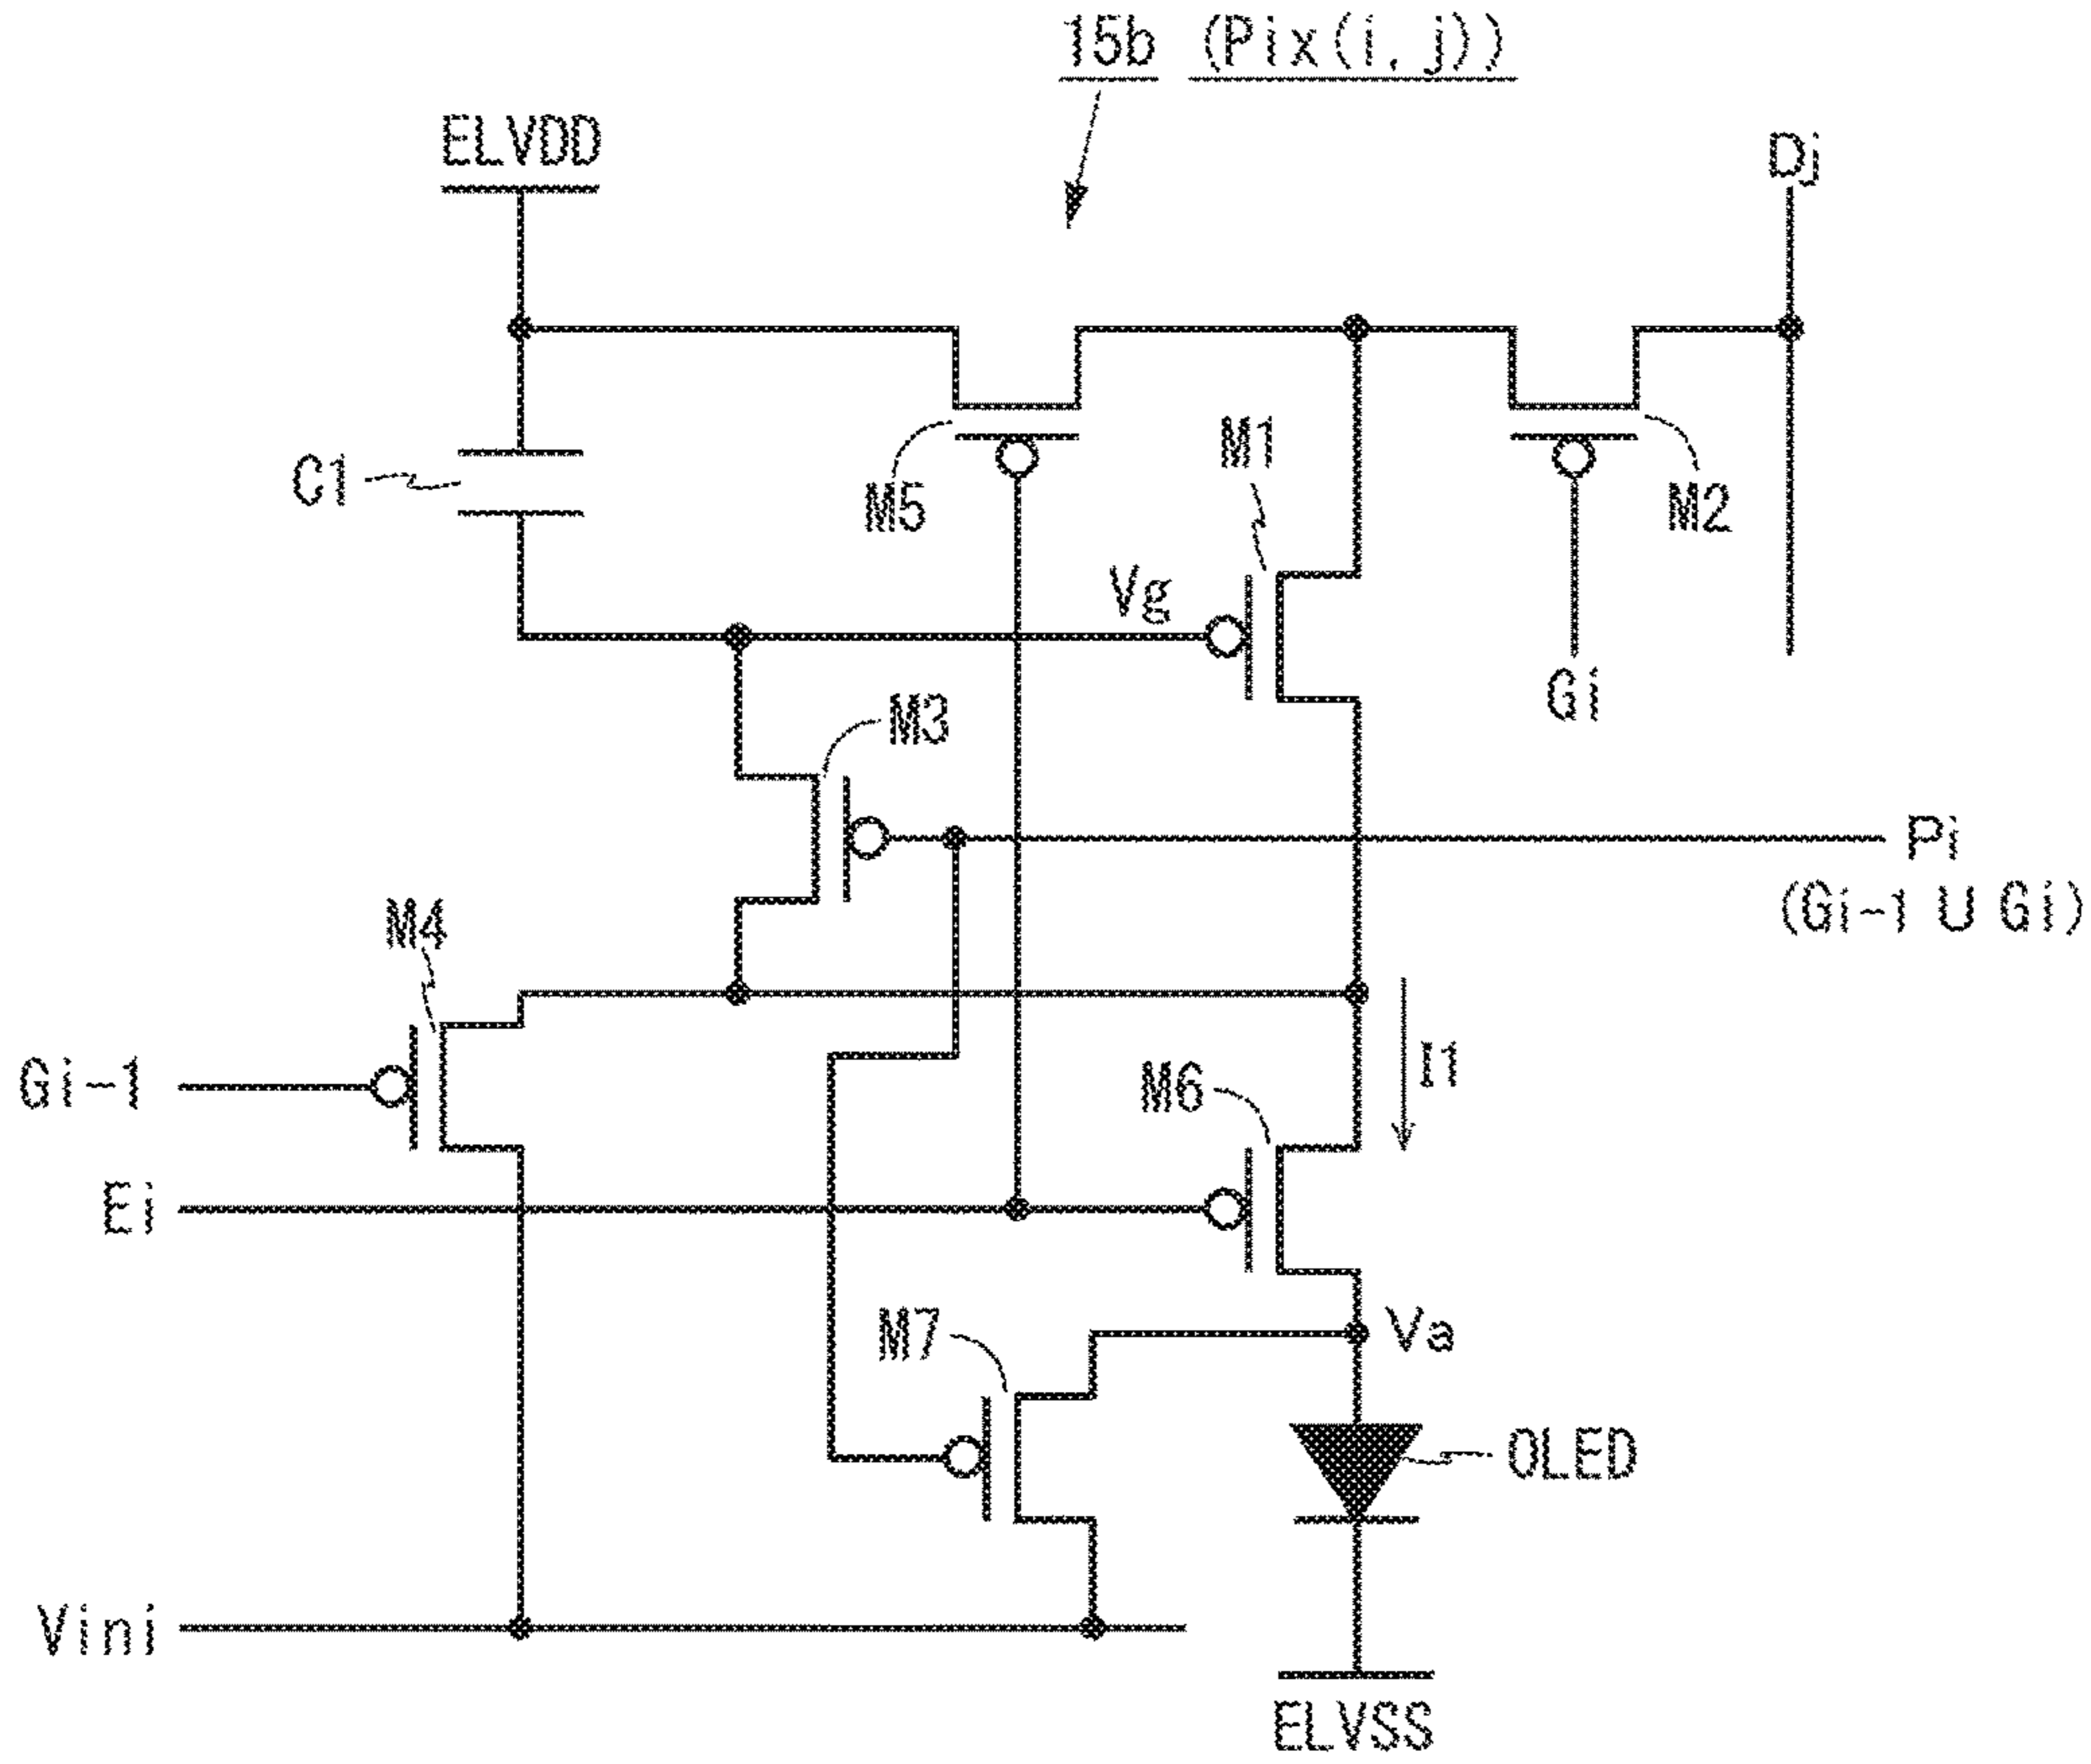 15b (Pix(i, j))
ELVDD
Dj
C1
M5
M1
M2
Vg
Gi
M3
Pi
(Gi-1 U Gi)
M4
Gi-1
M6
I1
Ei
M7
Va
OLED
Vini
ELVSS